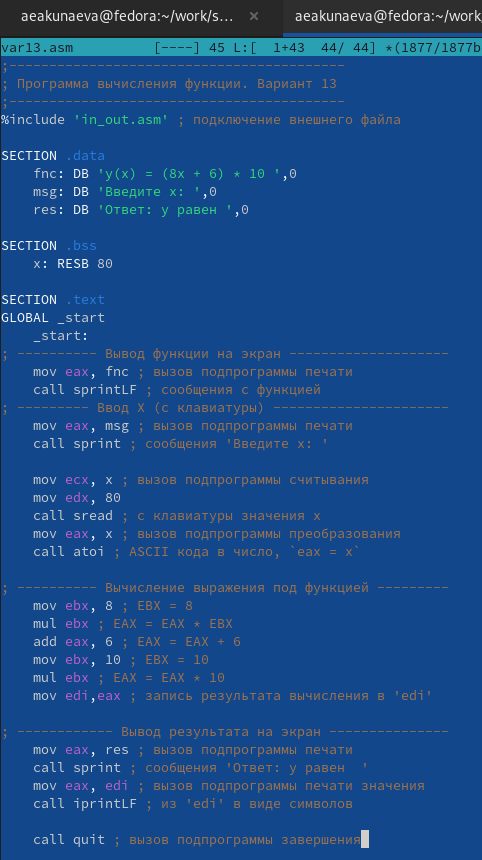 aeakunaeva@fedora:~/work/s... × aeakunaeva@fedora:~/work
var13.asm [----] 45 L:[ 1+43 44/ 44] *(1877/1877b
;------------------------------------------
; Программа вычисления функции. Вариант 13
;------------------------------------------
%include 'in_out.asm' ; подключение внешнего файла
SECTION .data
fnc: DB 'y(x) = (8x + 6) * 10 ',0
msg: DB 'Введите x: ',0
res: DB 'Ответ: y равен ',0
SECTION .bss
x: RESB 80
SECTION .text
GLOBAL _start
_start:
; ---------- Вывод функции на экран --------------------
mov eax, fnc ; вызов подпрограммы печати
call sprintLF ; сообщения с функцией
; --------- Ввод X (с клавиатуры) ----------------------
mov eax, msg ; вызов подпрограммы печати
call sprint ; сообщения 'Введите x: '
mov ecx, x ; вызов подпрограммы считывания
mov edx, 80
call sread ; с клавиатуры значения x
mov eax, x ; вызов подпрограммы преобразования
call atoi ; ASCII кода в число, `eax = x`
; ---------- Вычисление выражения под функцией ---------
mov ebx, 8 ; EBX = 8
mul ebx ; EAX = EAX * EBX
add eax, 6 ; EAX = EAX + 6
mov ebx, 10 ; EBX = 10
mul ebx ; EAX = EAX * 10
mov edi,eax ; запись результата вычисления в 'edi'
; ------------ Вывод результата на экран ---------------
mov eax, res ; вызов подпрограммы печати
call sprint ; сообщения 'Ответ: y равен  '
mov eax, edi ; вызов подпрограммы печати значения
call iprintLF ; из 'edi' в виде символов
call quit ; вызов подпрограммы завершения